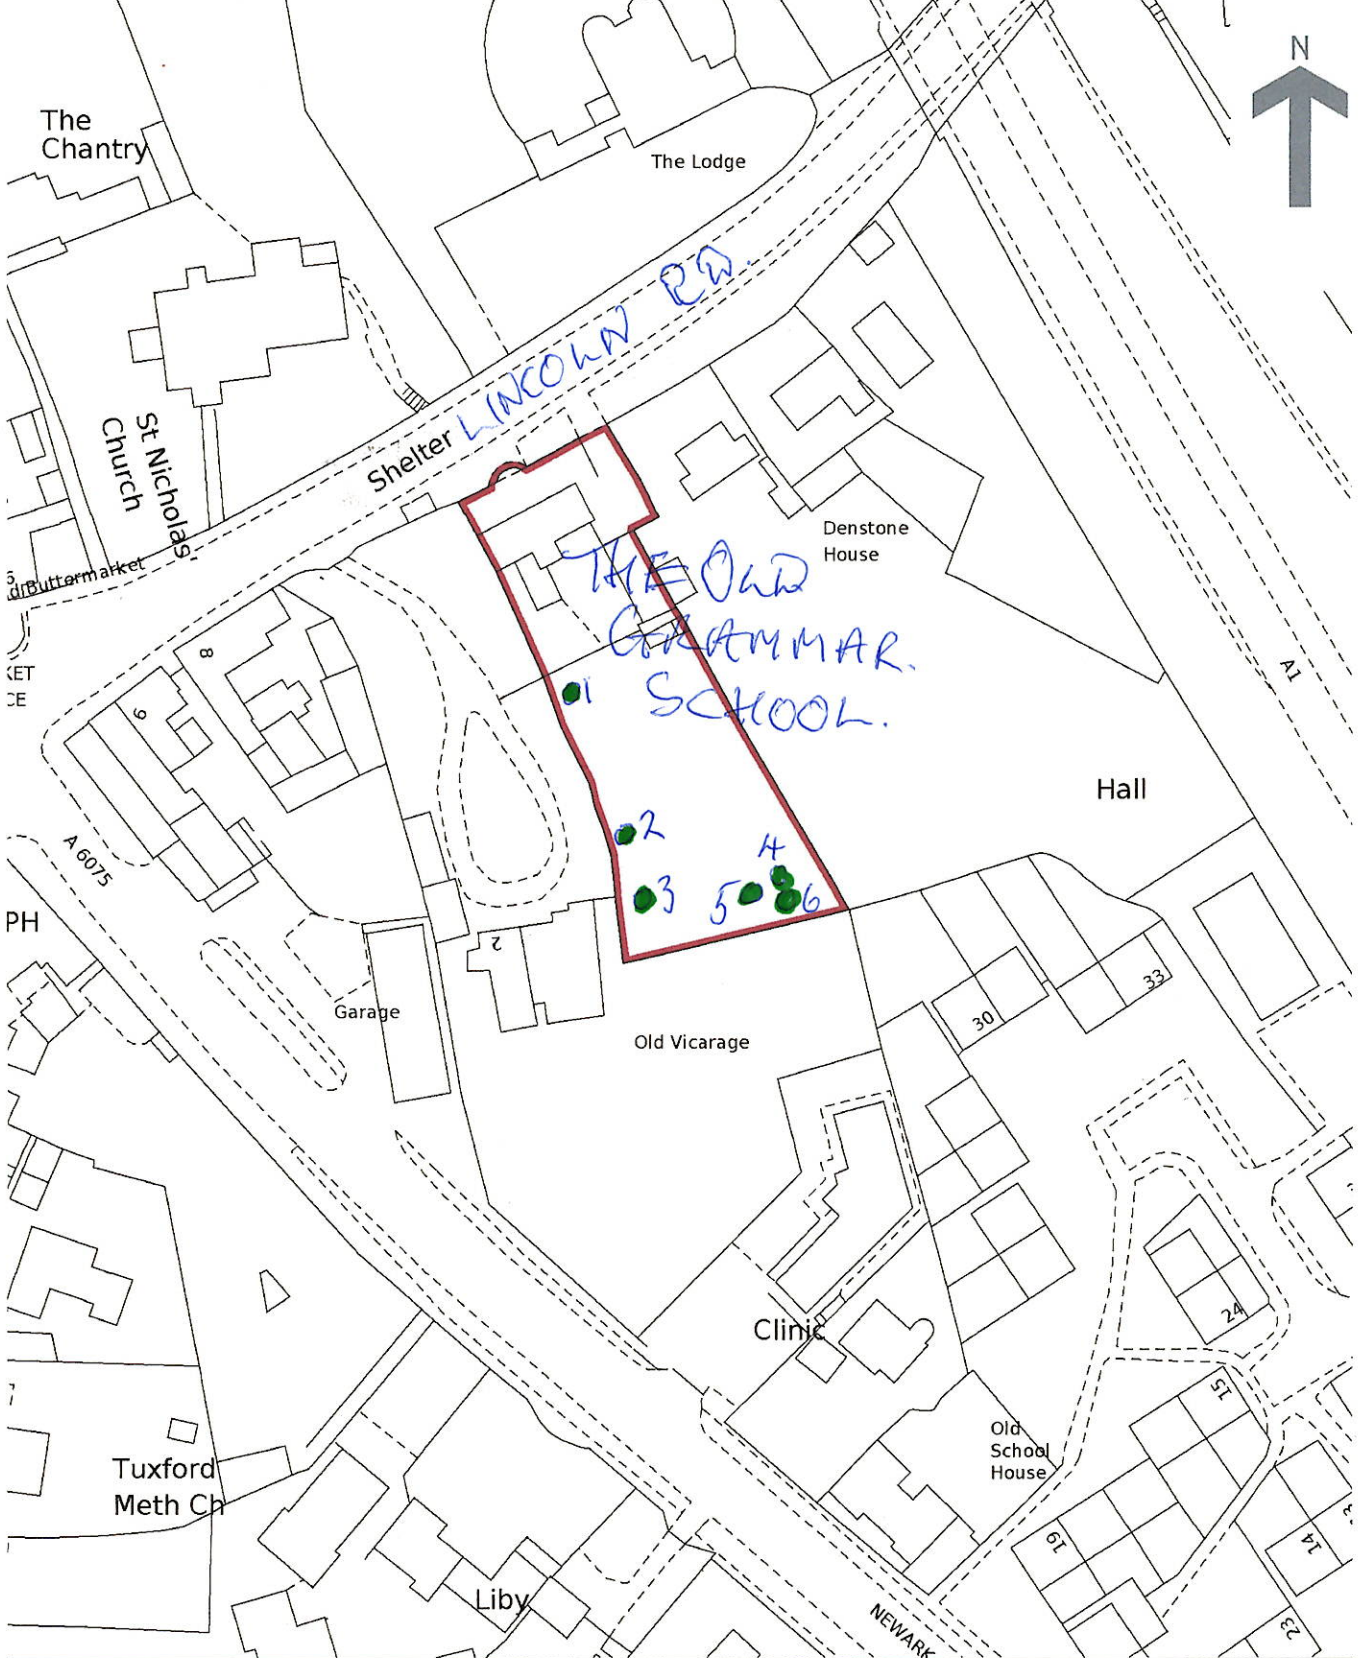 N
The
Chantry
The Lodge
LINCOLN RD.
Shelter
St Nicholas'
Church
Buttermarket
Denstone
House
THE OLD
GRAMMAR.
SCHOOL.
8
9
A1
KET
CE
1
Hall
2
A 6075
4
3
5
6
PH
2
33
Garage
30
Old Vicarage
24
Clinic
15
Old
School
House
Tuxford
Meth Ch
19
14
Liby
NEWARK
23